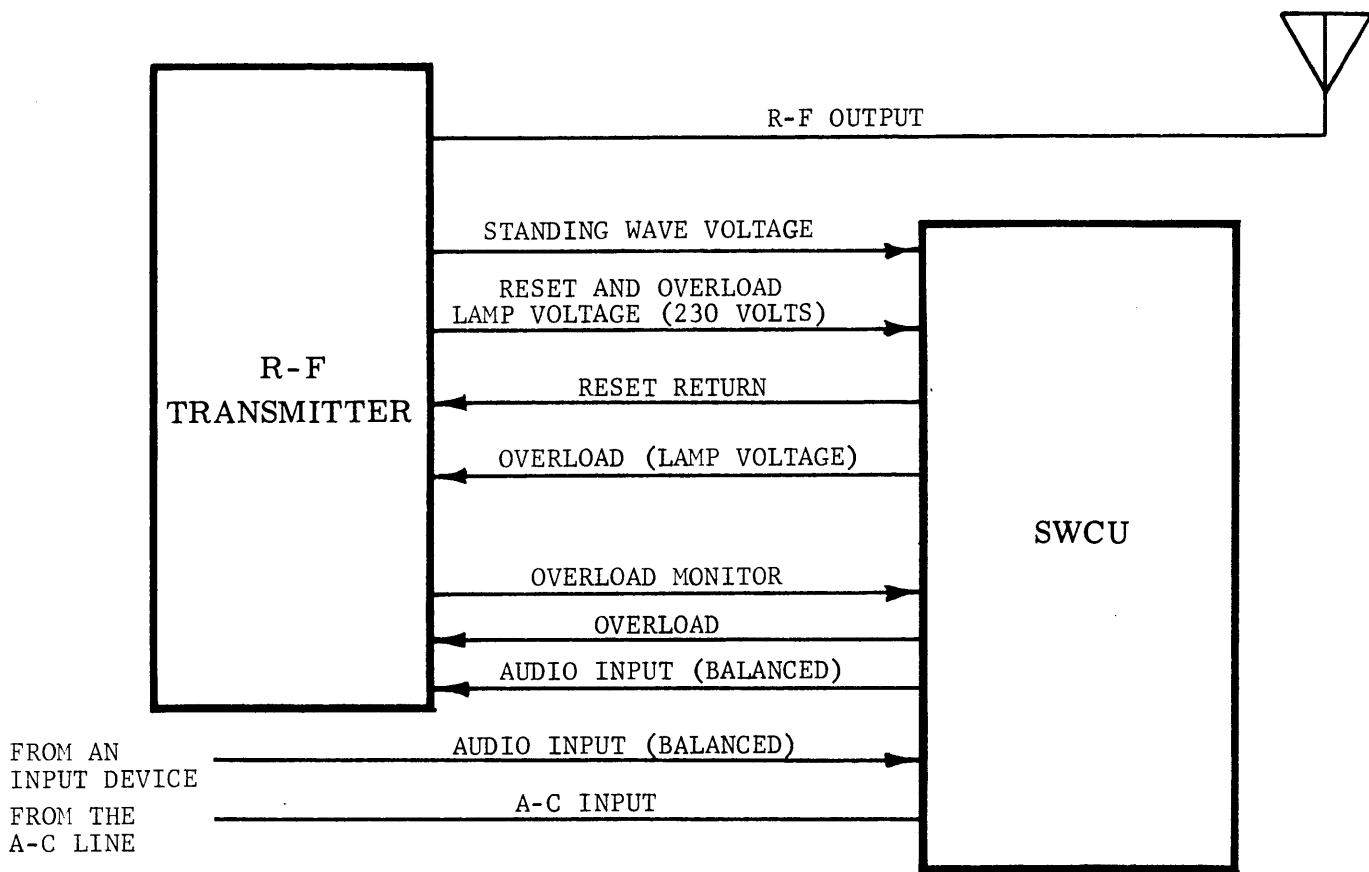 R-F OUTPUT
STANDING WAVE VOLTAGE
RESET AND OVERLOAD
LAMP VOLTAGE (230 VOLTS)
R-F
TRANSMITTER
RESET RETURN
OVERLOAD (LAMP VOLTAGE)
SWCU
OVERLOAD MONITOR
OVERLOAD
AUDIO INPUT (BALANCED)
FROM AN
INPUT DEVICE
AUDIO INPUT (BALANCED)
FROM THE
A-C LINE
A-C INPUT